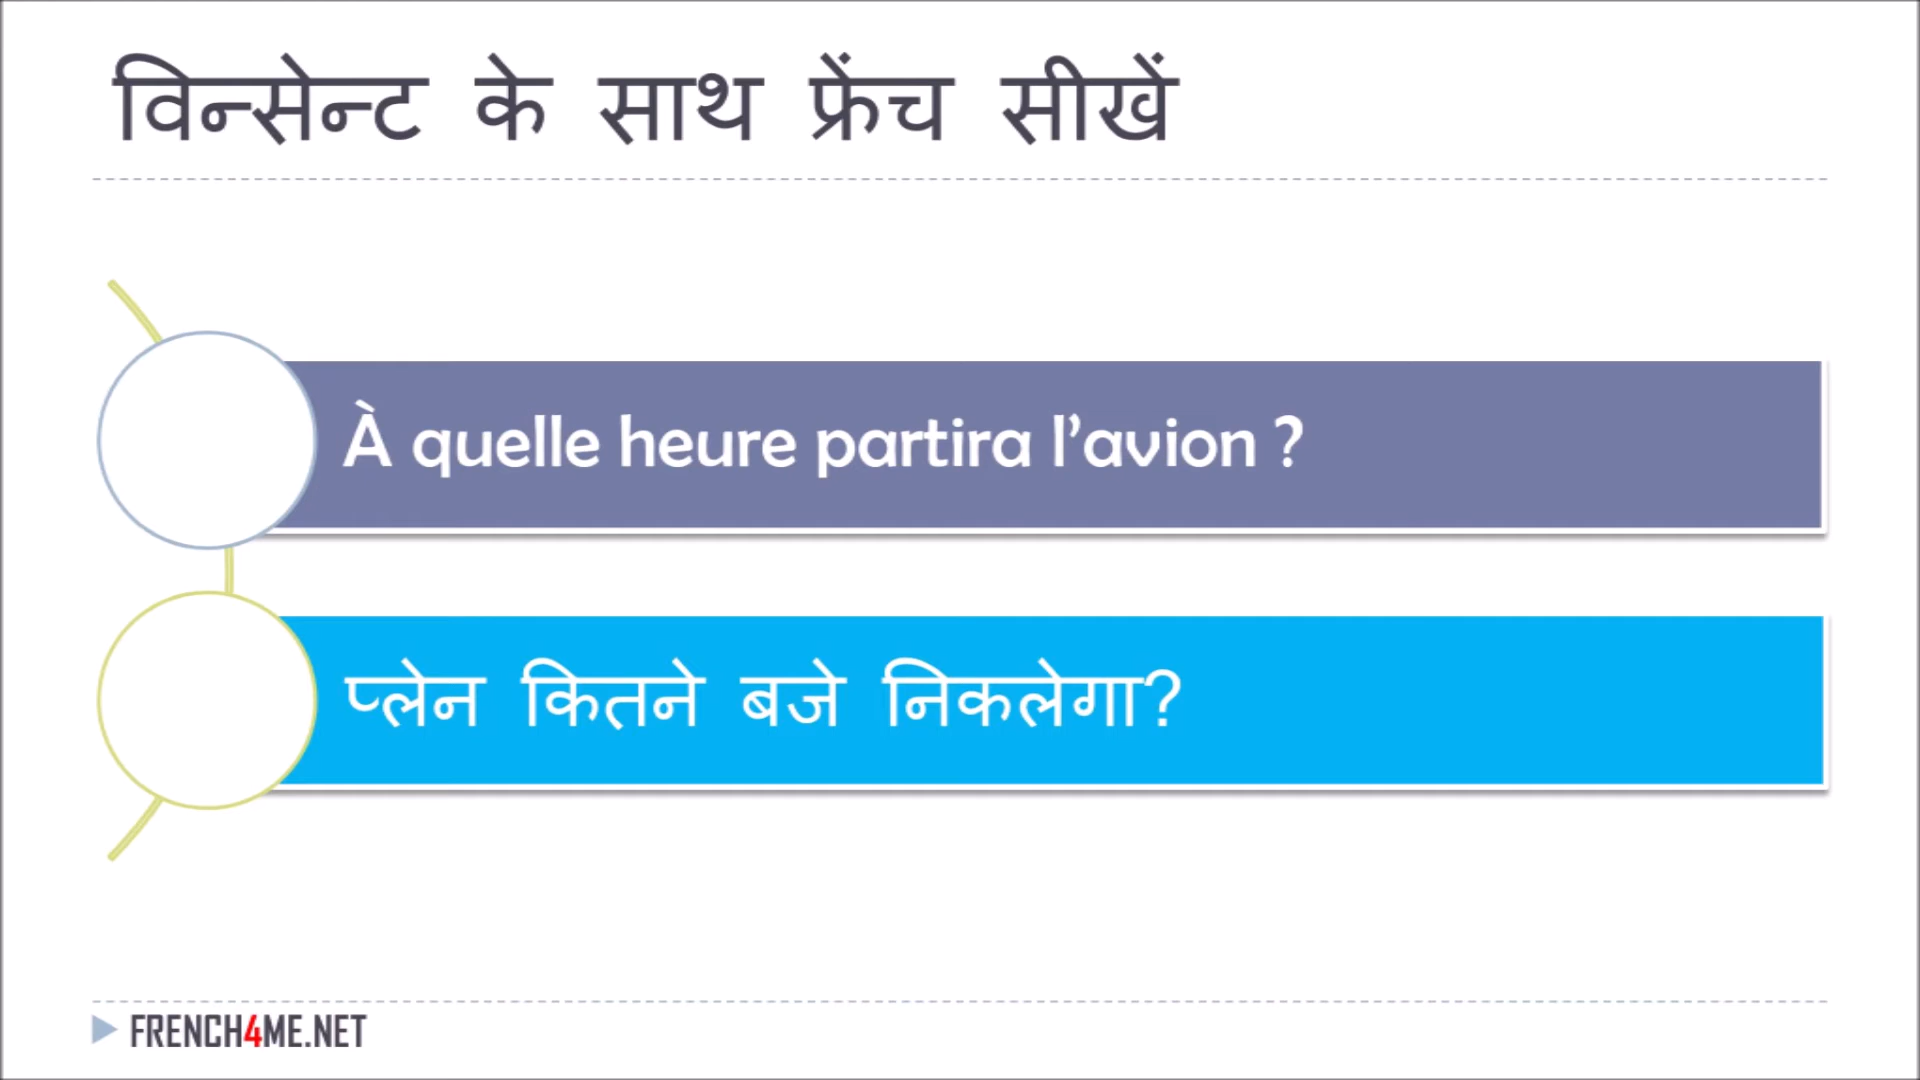 विन्सेन्ट के साथ फ्रेंच सीखें
À quelle heure partira l’avion ?
प्लेन कितने बजे निकलेगा?
FRENCH4ME.NET